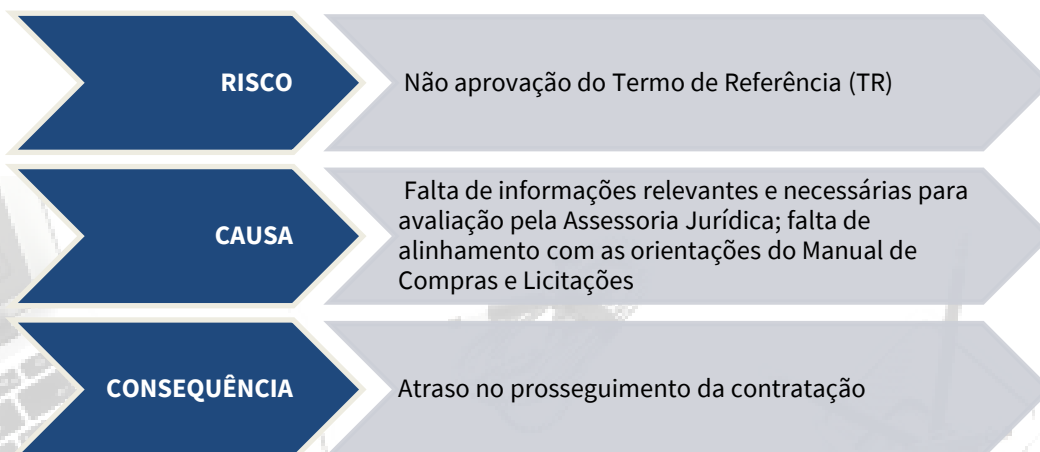 RISCO
Não aprovação do Termo de Referência (TR)
CAUSA
Falta de informações relevantes e necessárias para
avaliação pela Assessoria Jurídica; falta de
alinhamento com as orientações do Manual de
Compras e Licitações
CONSEQUÊNCIA
Atraso no prosseguimento da contratação